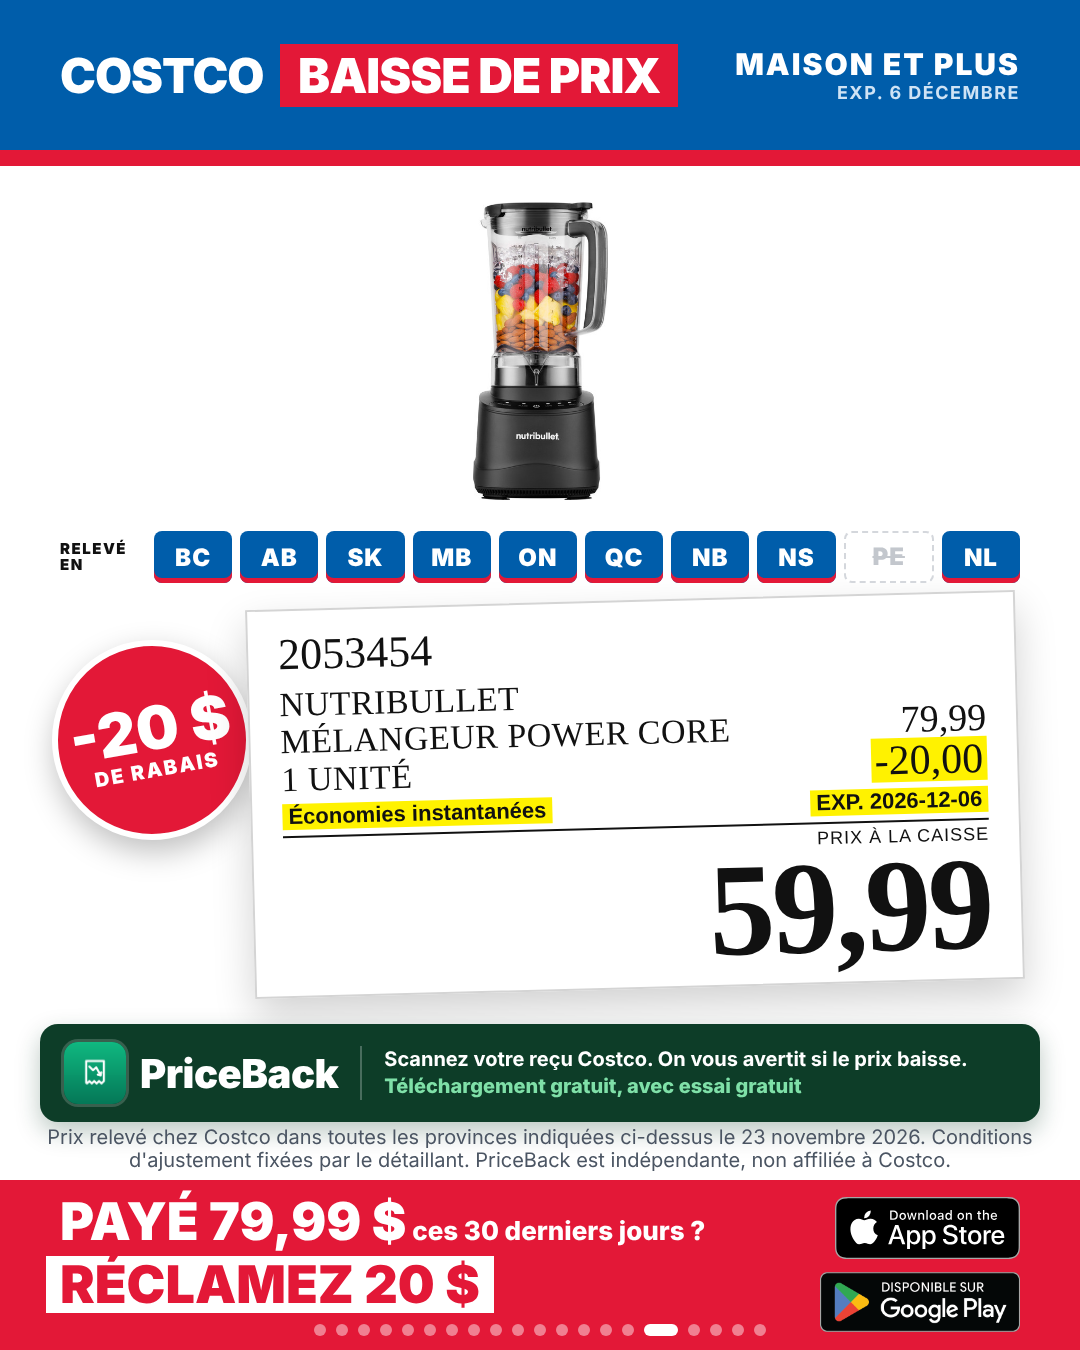 COSTCO BAISSE DE PRIX
MAISON ET PLUS
EXP. 6 DÉCEMBRE
nutribullet
nutribullet
RELEVÉ EN
BC AB SK MB ON QC NB NS PE NL
-20 $
DE RABAIS
2053454
NUTRIBULLET
MÉLANGEUR POWER CORE
1 UNITÉ
Économies instantanées
79,99
-20,00
EXP. 2026-12-06
PRIX À LA CAISSE
59,99
PriceBack
Scannez votre reçu Costco. On vous avertit si le prix baisse.
Téléchargement gratuit, avec essai gratuit
Prix relevé chez Costco dans toutes les provinces indiquées ci-dessus le 23 novembre 2026. Conditions
d'ajustement fixées par le détaillant. PriceBack est indépendante, non affiliée à Costco.
PAYÉ 79,99 $ ces 30 derniers jours ?
RÉCLAMEZ 20 $
Download on the
App Store
DISPONIBLE SUR
Google Play